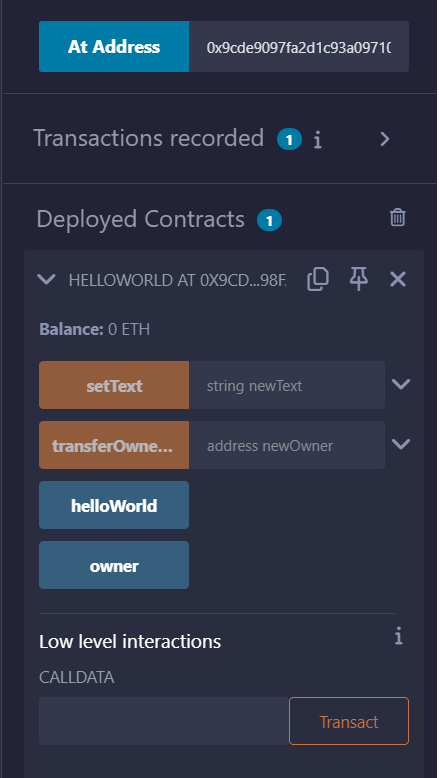 At Address 0x9cde9097fa2d1c93a0971(
Transactions recorded 1 i
Deployed Contracts 1
HELLOWORLD AT 0X9CD...98F.
Balance: 0 ETH
setText string newText
transferOwne... address newOwner
helloWorld
owner
Low level interactions i
CALLDATA
Transact